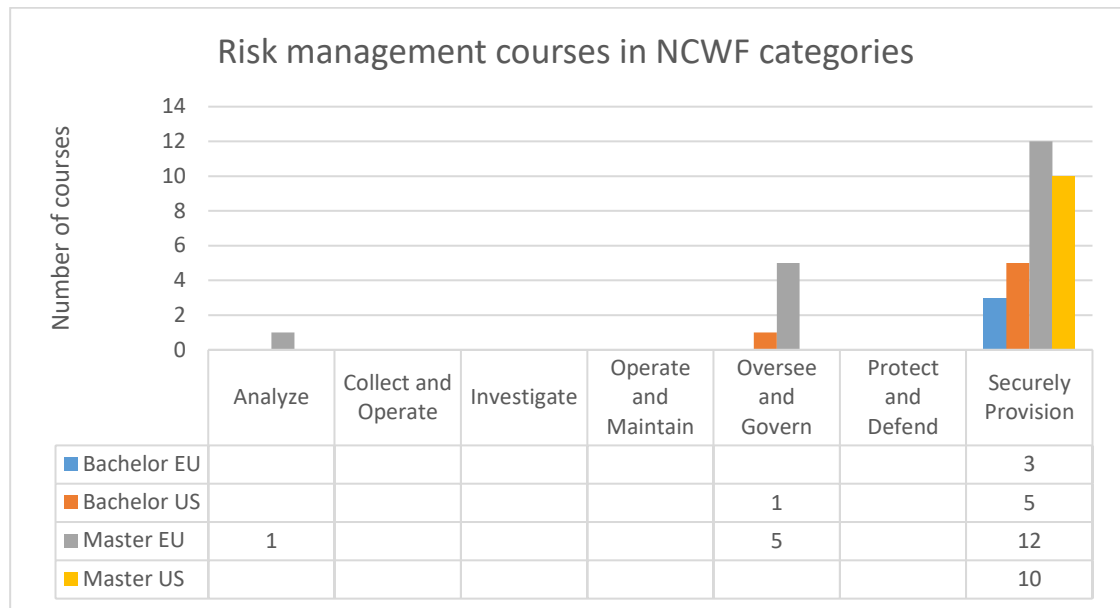 Risk management courses in NCWF categories
Number of courses
14
12
10
8
6
4
2
0
Analyze
Collect and
Operate
Investigate
Operate
and
Maintain
Oversee
and
Govern
Protect
and
Defend
Securely
Provision
Bachelor EU 3
Bachelor US 1 5
Master EU 1 5 12
Master US 10